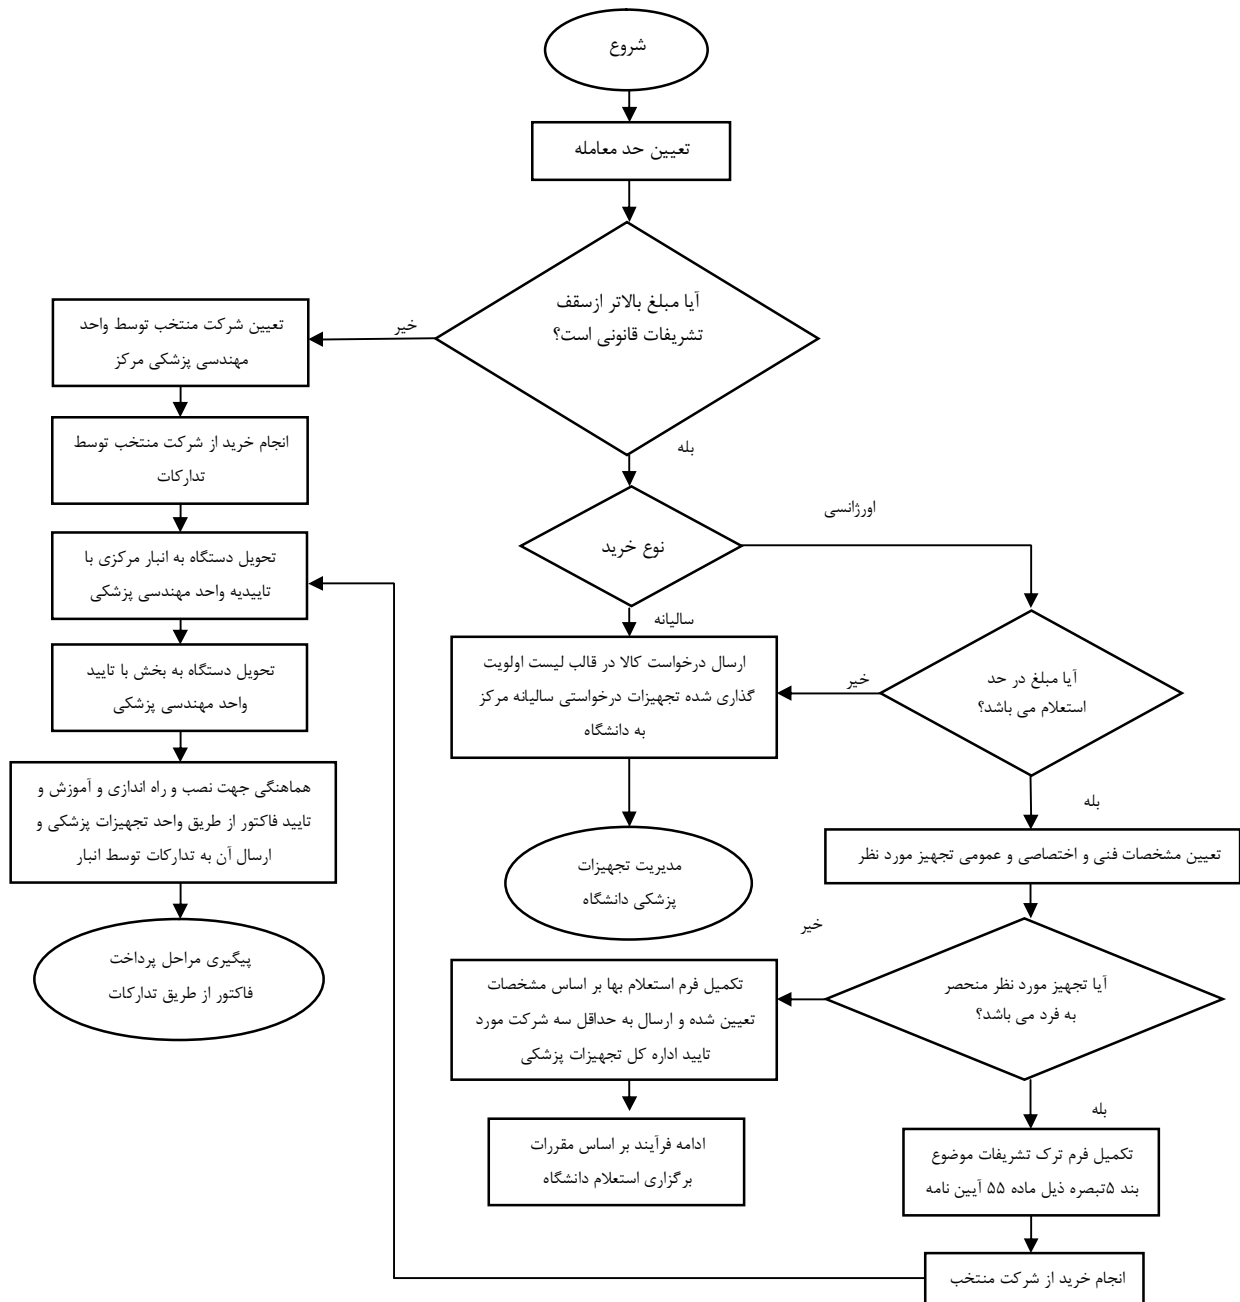 شروع
تعیین حد معامله
آیا مبلغ بالاتر ازسقف
تشریفات قانونی است؟
خیر
تعیین شرکت منتخب توسط واحد
مهندسی پزشکی مرکز
انجام خرید از شرکت منتخب توسط
تدارکات
تحویل دستگاه به انبار مرکزی با
تاییدیه واحد مهندسی پزشکی
تحویل دستگاه به بخش با تایید
واحد مهندسی پزشکی
هماهنگی جهت نصب و راه اندازی و آموزش و
تایید فاکتور از طریق واحد تجهیزات پزشکی و
ارسال آن به تدارکات توسط انبار
پیگیری مراحل پرداخت
فاکتور از طریق تدارکات
بله
نوع خرید
اورژانسی
سالیانه
ارسال درخواست کالا در قالب لیست اولویت
گذاری شده تجهیزات درخواستی سالیانه مرکز
به دانشگاه
مدیریت تجهیزات
پزشکی دانشگاه
آیا مبلغ در حد
استعلام می باشد؟
خیر
بله
تعیین مشخصات فنی و اختصاصی و عمومی تجهیز مورد نظر
آیا تجهیز مورد نظر منحصر
به فرد می باشد؟
خیر
تکمیل فرم استعلام بها بر اساس مشخصات
تعیین شده و ارسال به حداقل سه شرکت مورد
تایید اداره کل تجهیزات پزشکی
ادامه فرآیند بر اساس مقررات
برگزاری استعلام دانشگاه
بله
تکمیل فرم ترک تشریفات موضوع
بند ۵تبصره ذیل ماده ۵۵ آیین نامه
انجام خرید از شرکت منتخب